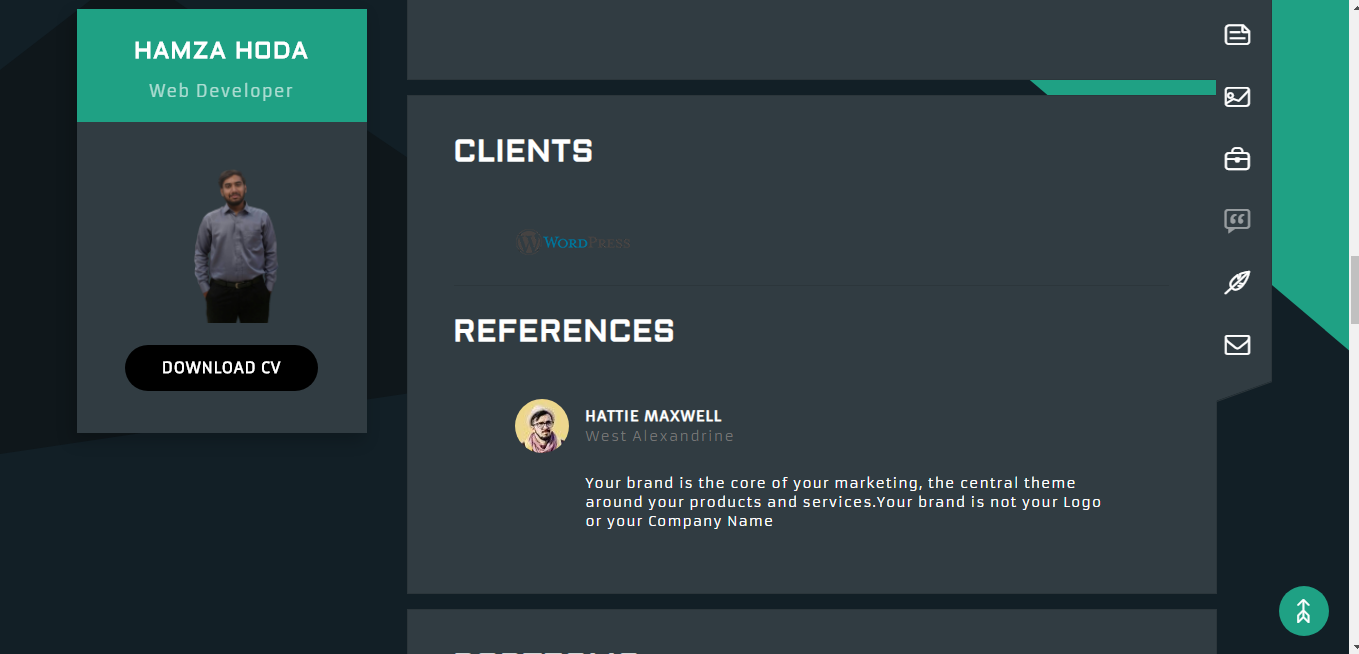 HAMZA HODA
Web Developer
DOWNLOAD CV
CLIENTS
WORDPRESS
REFERENCES
HATTIE MAXWELL
West Alexandrine
Your brand is the core of your marketing, the central theme
around your products and services.Your brand is not your Logo
or your Company Name